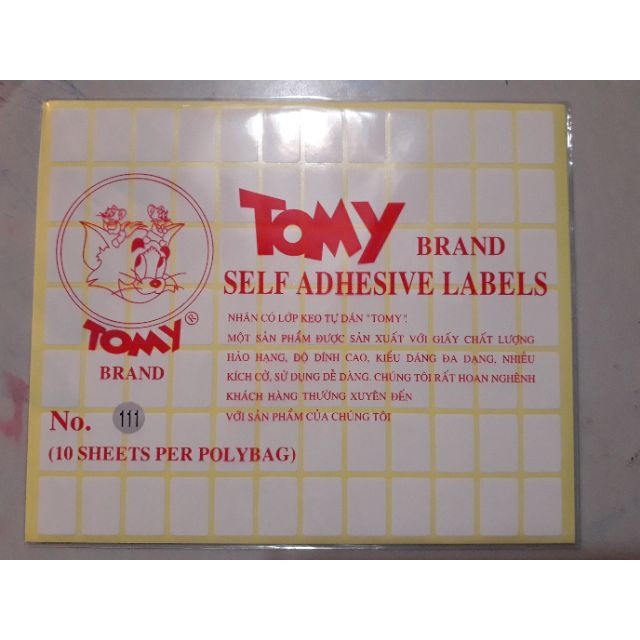 TOMY BRAND
SELF ADHESIVE LABELS
TOMY ®
BRAND
NHÃN CÓ LỚP KEO TỰ DÁN "TOMY".
MỘT SẢN PHẨM ĐƯỢC SẢN XUẤT VỚI GIẤY CHẤT LƯỢNG
HẢO HẠNG, ĐỘ DÍNH CAO, KIỂU DÁNG ĐA DẠNG, NHIỀU
KÍCH CỠ, SỬ DỤNG DỄ DÀNG. CHÚNG TÔI RẤT HOAN NGHÊNH
KHÁCH HÀNG THƯỜNG XUYÊN ĐẾN
VỚI SẢN PHẨM CỦA CHÚNG TÔI
No. 111
(10 SHEETS PER POLYBAG)